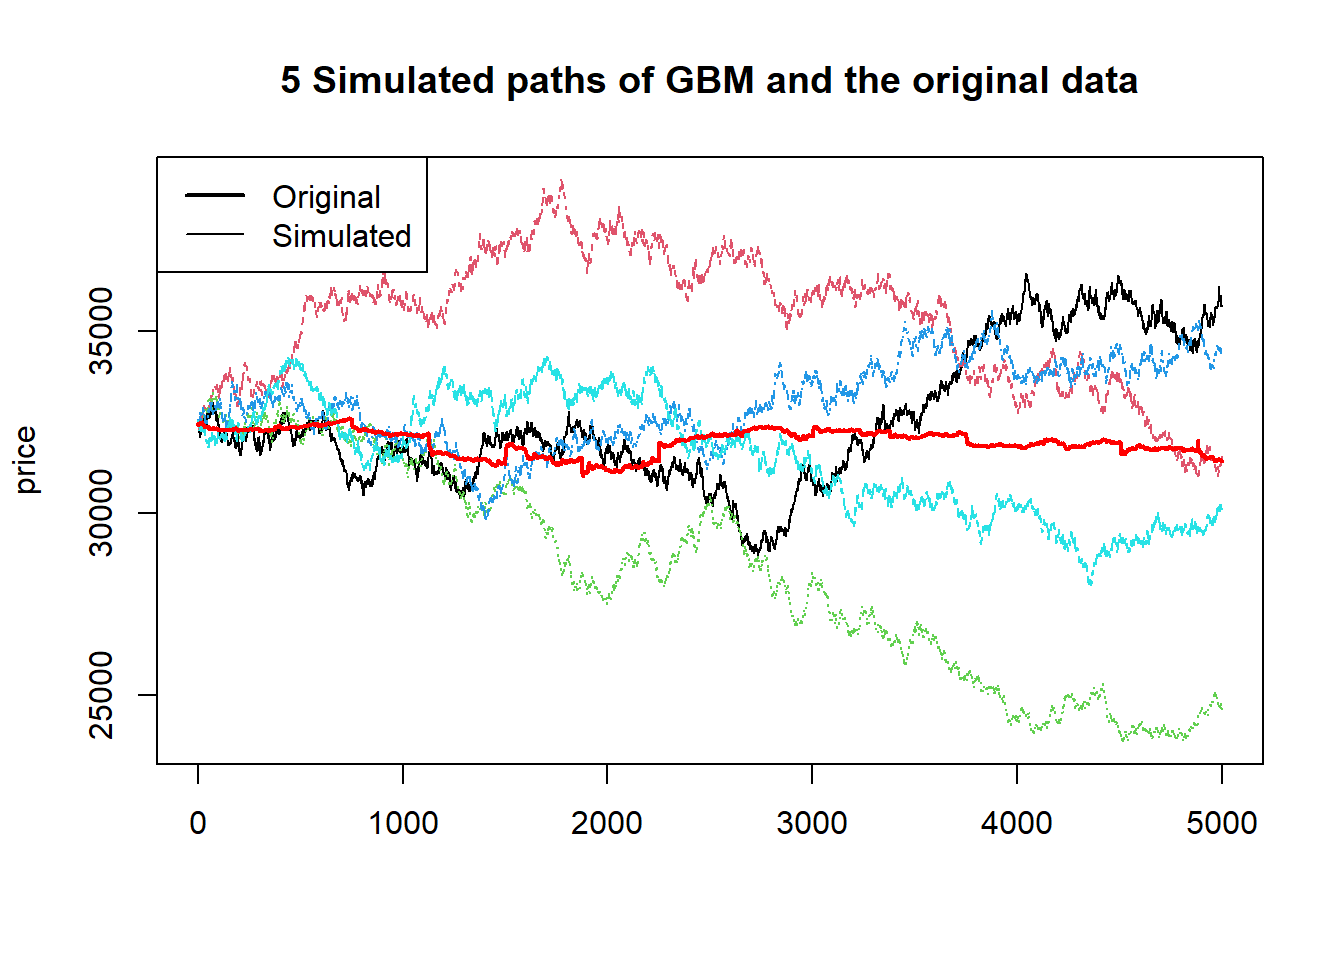 5 Simulated paths of GBM and the original data
Original
Simulated
price
35000
30000
25000
0 1000 2000 3000 4000 5000